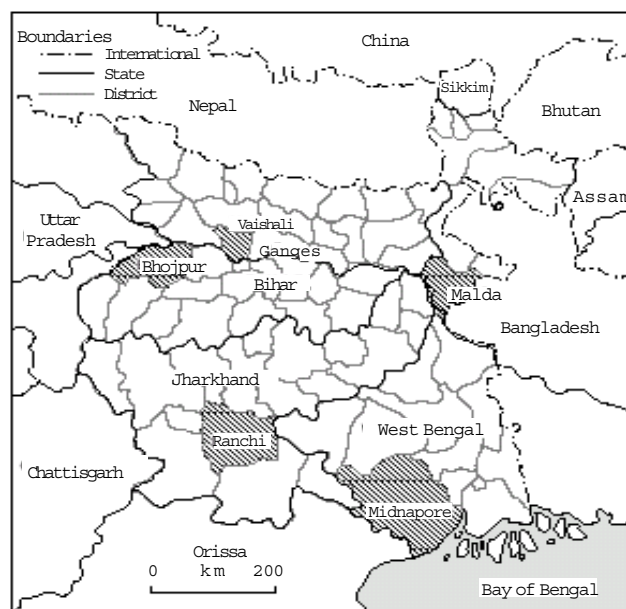 Boundaries
International
State
District
China
Nepal
Sikkim
Bhutan
Assam
Uttar
Pradesh
Vaishali
Ganges
Bhojpur
Bihar
Malda
Bangladesh
Jharkhand
Ranchi
West Bengal
Chattisgarh
Midnapore
Orissa
0 km 200
Bay of Bengal